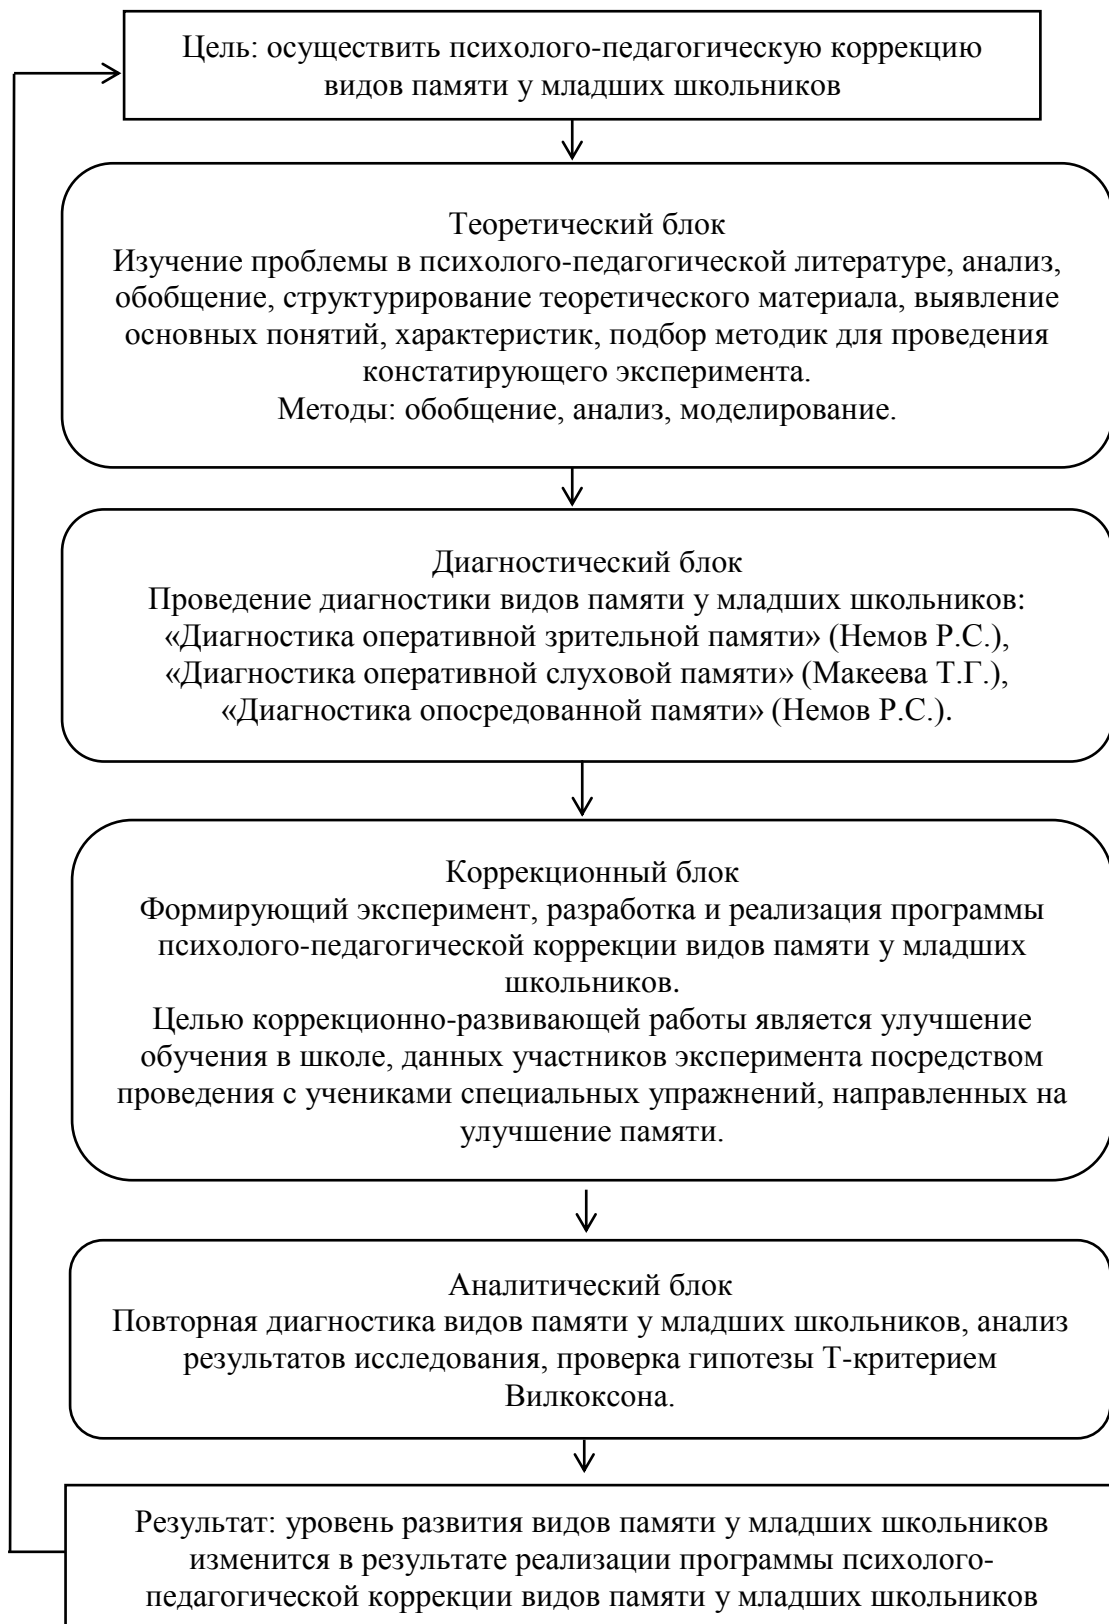 Цель: осуществить психолого-педагогическую коррекцию
видов памяти у младших школьников
Теоретический блок
Изучение проблемы в психолого-педагогической литературе, анализ,
обобщение, структурирование теоретического материала, выявление
основных понятий, характеристик, подбор методик для проведения
констатирующего эксперимента.
Методы: обобщение, анализ, моделирование.
Диагностический блок
Проведение диагностики видов памяти у младших школьников:
«Диагностика оперативной зрительной памяти» (Немов Р.С.),
«Диагностика оперативной слуховой памяти» (Макеева Т.Г.),
«Диагностика опосредованной памяти» (Немов Р.С.).
Коррекционный блок
Формирующий эксперимент, разработка и реализация программы
психолого-педагогической коррекции видов памяти у младших
школьников.
Целью коррекционно-развивающей работы является улучшение
обучения в школе, данных участников эксперимента посредством
проведения с учениками специальных упражнений, направленных на
улучшение памяти.
Аналитический блок
Повторная диагностика видов памяти у младших школьников, анализ
результатов исследования, проверка гипотезы Т-критерием
Вилкоксона.
Результат: уровень развития видов памяти у младших школьников
изменится в результате реализации программы психолого-
педагогической коррекции видов памяти у младших школьников